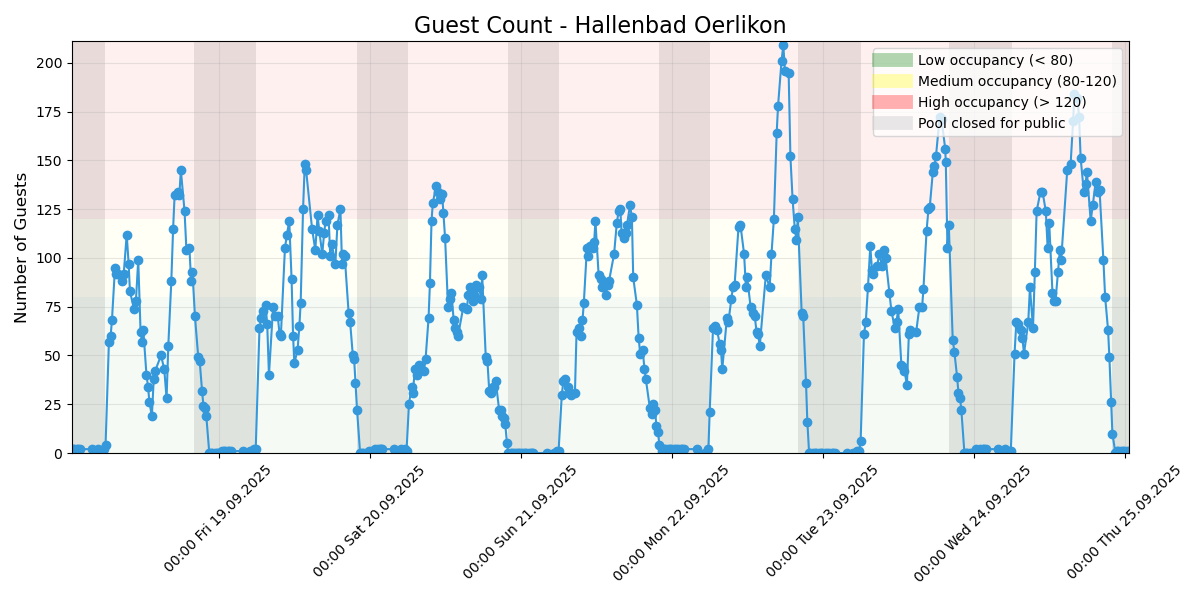 Guest Count - Hallenbad Oerlikon
Number of Guests
200
175
150
125
100
75
50
25
0
Low occupancy (< 80)
Medium occupancy (80-120)
High occupancy (> 120)
Pool closed for public
00:00 Fri 19.09.2025
00:00 Sat 20.09.2025
00:00 Sun 21.09.2025
00:00 Mon 22.09.2025
00:00 Tue 23.09.2025
00:00 Wed 24.09.2025
00:00 Thu 25.09.2025